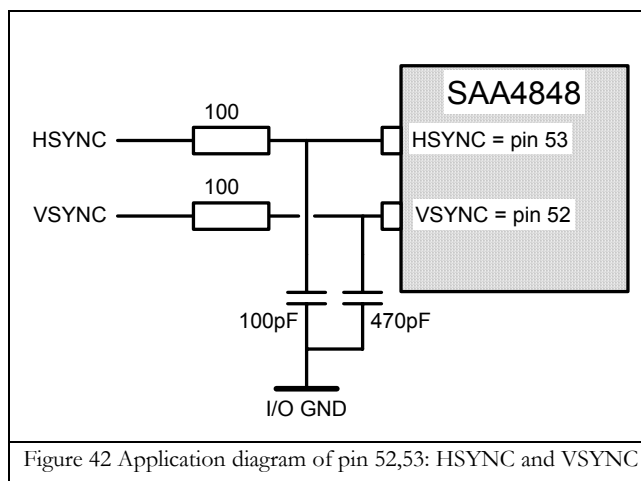 SAA4848
100
HSYNC
HSYNC = pin 53
100
VSYNC
VSYNC = pin 52
100pF
470pF
I/O GND
Figure 42 Application diagram of pin 52,53: HSYNC and VSYNC